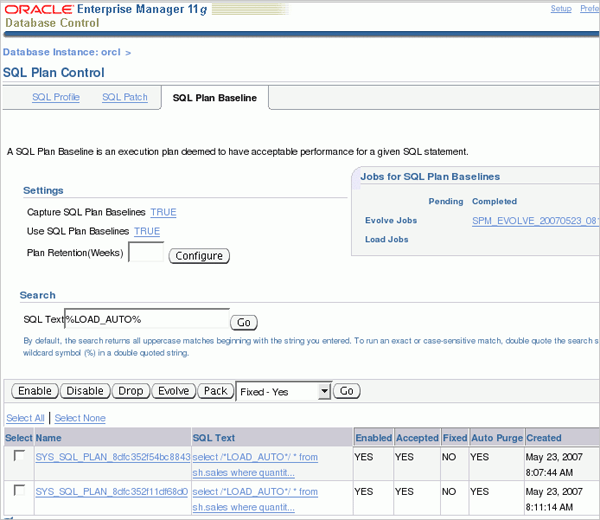 ORACLE Enterprise Manager 11g
Setup Prefe
Database Control
Database Instance: orcl >
SQL Plan Control
SQL Profile SQL Patch SQL Plan Baseline
A SQL Plan Baseline is an execution plan deemed to have acceptable performance for a given SQL statement.
Settings
Capture SQL Plan Baselines TRUE
Use SQL Plan Baselines TRUE
Plan Retention(Weeks) Configure
Jobs for SQL Plan Baselines
Pending Completed
Evolve Jobs SPM_EVOLVE_20070523_081
Load Jobs
Search
SQL Text %LOAD_AUTO% Go
By default, the search returns all uppercase matches beginning with the string you entered. To run an exact or case-sensitive match, double quote the search s
wildcard symbol (%) in a double quoted string.
Enable Disable Drop Evolve Pack Fixed - Yes Go
Select All | Select None
Select Name SQL Text Enabled Accepted Fixed Auto Purge Created
SYS_SQL_PLAN_8dfc352f54bc8843 select /*LOAD_AUTO*/ * from YES YES NO YES May 23, 2007
sh.sales where quantit... 8:07:44 AM
SYS_SQL_PLAN_8dfc352f11df68d0 select /*LOAD_AUTO*/ * from YES YES NO YES May 23, 2007
sh.sales where quantit... 8:11:14 AM